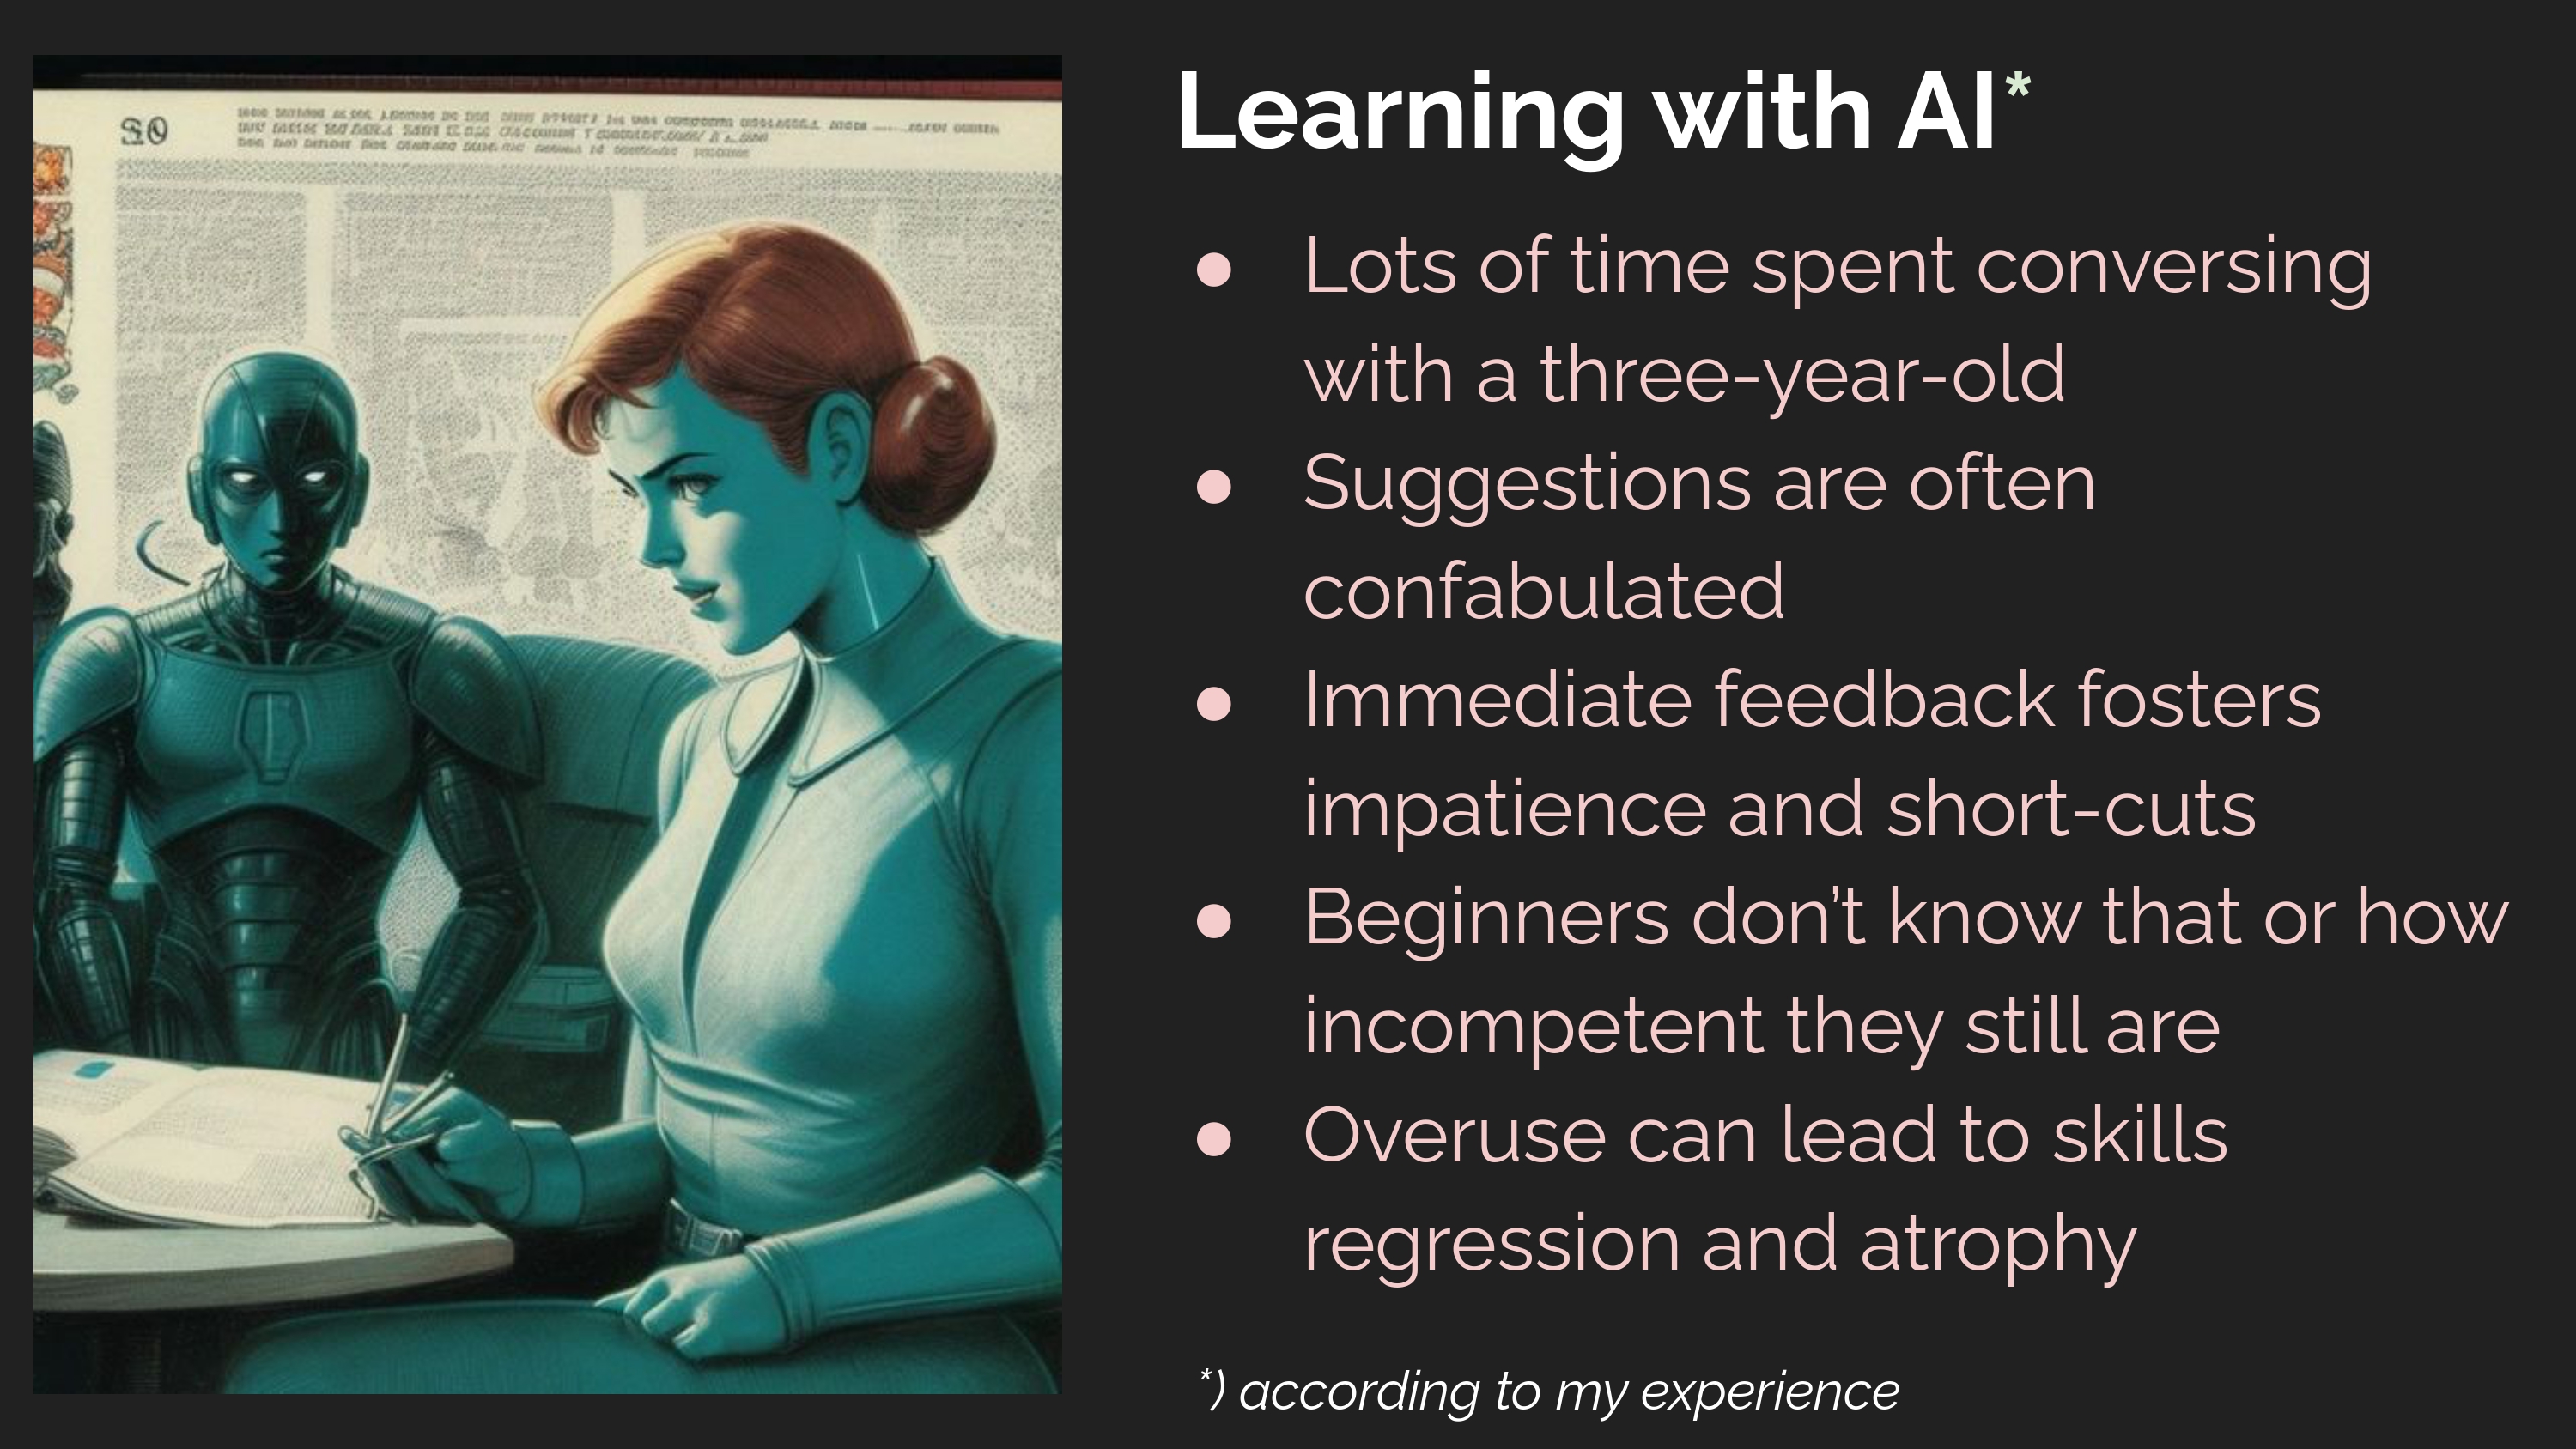 Learning with AI*
● Lots of time spent conversing
with a three-year-old
● Suggestions are often
confabulated
● Immediate feedback fosters
impatience and short-cuts
● Beginners don’t know that or how
incompetent they still are
● Overuse can lead to skills
regression and atrophy
*) according to my experience